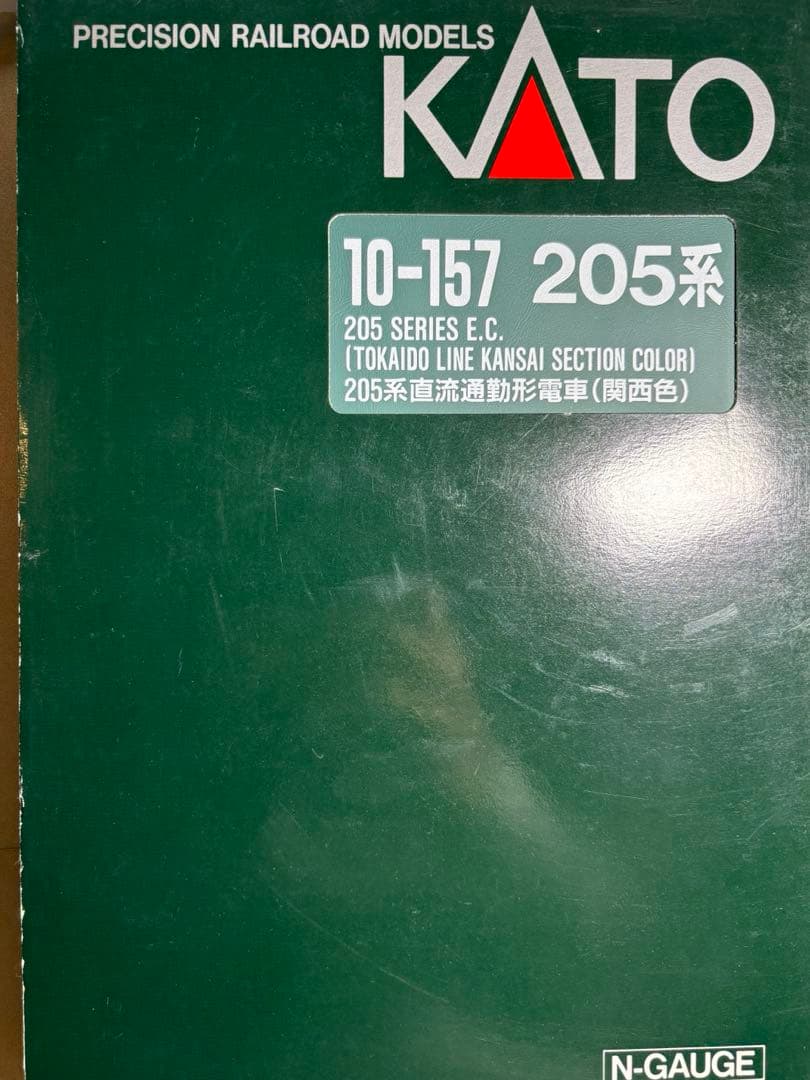 PRECISION RAILROAD MODELS
KATO
10-157 205系
205 SERIES E.C.
(TOKAIDO LINE KANSAI SECTION COLOR)
205系直流通勤形電車(関西色)
N-GAUGE